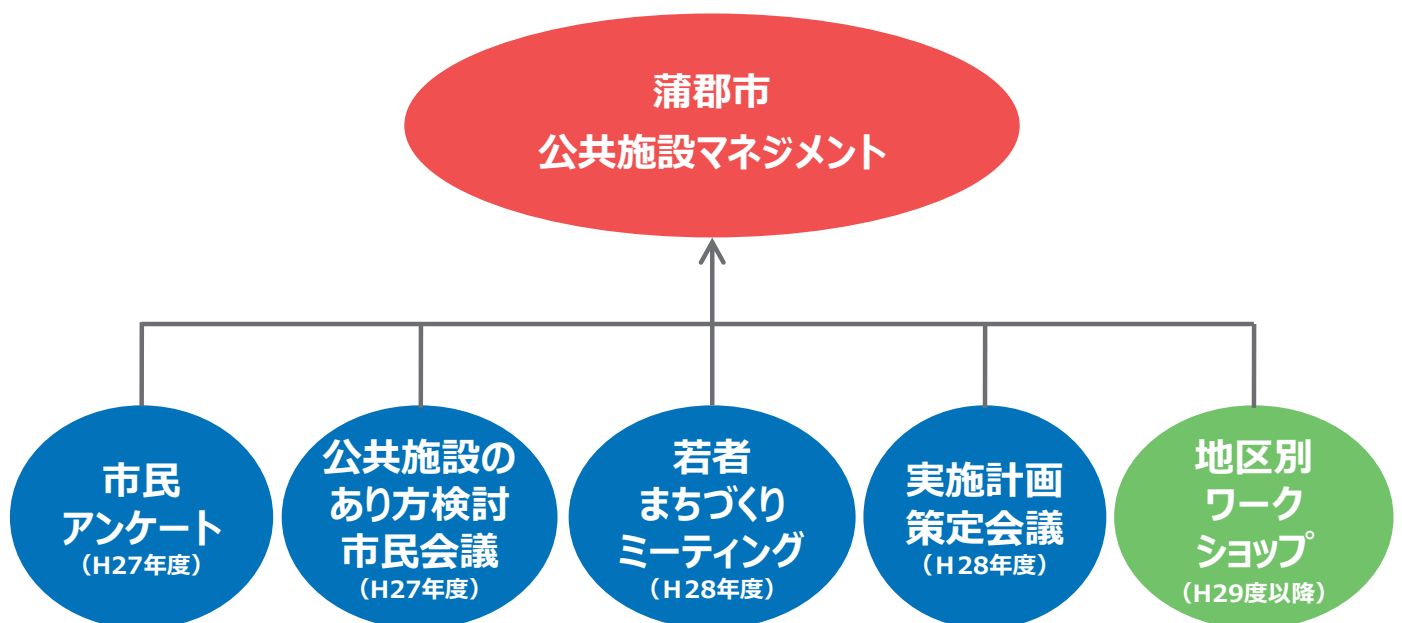 蒲郡市
公共施設マネジメント
市民
アンケート
（H27年度）
公共施設の
あり方検討
市民会議
（H27年度）
若者
まちづくり
ミーティング
（Ｈ28年度）
実施計画
策定会議
（Ｈ28年度）
地区別
ワーク
ショップ
（H29度以降）